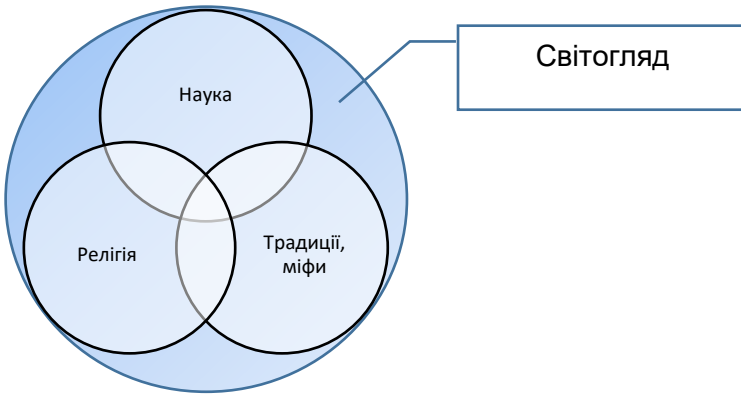 Світогляд
Наука
Релігія
Традиції,
міфи